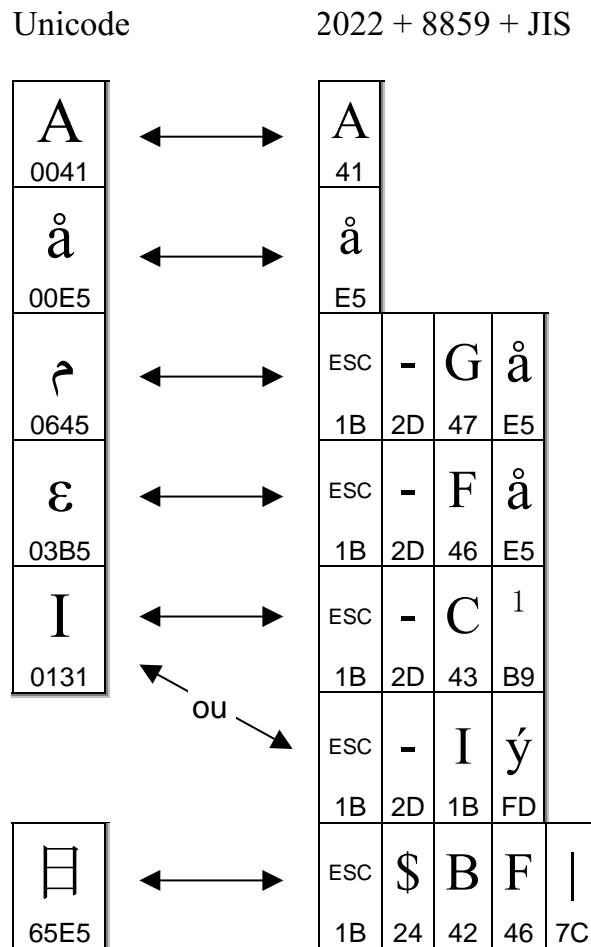 Unicode 2022 + 8859 + JIS
A A
0041 41
å å
00E5 E5
م ESC - G å
0645 1B 2D 47 E5
ε ESC - F å
03B5 1B 2D 46 E5
I ESC - C ¹
0131 1B 2D 43 B9
ou
ESC - I ý
1B 2D 1B FD
日 ESC $ B F |
65E5 1B 24 42 46 7C